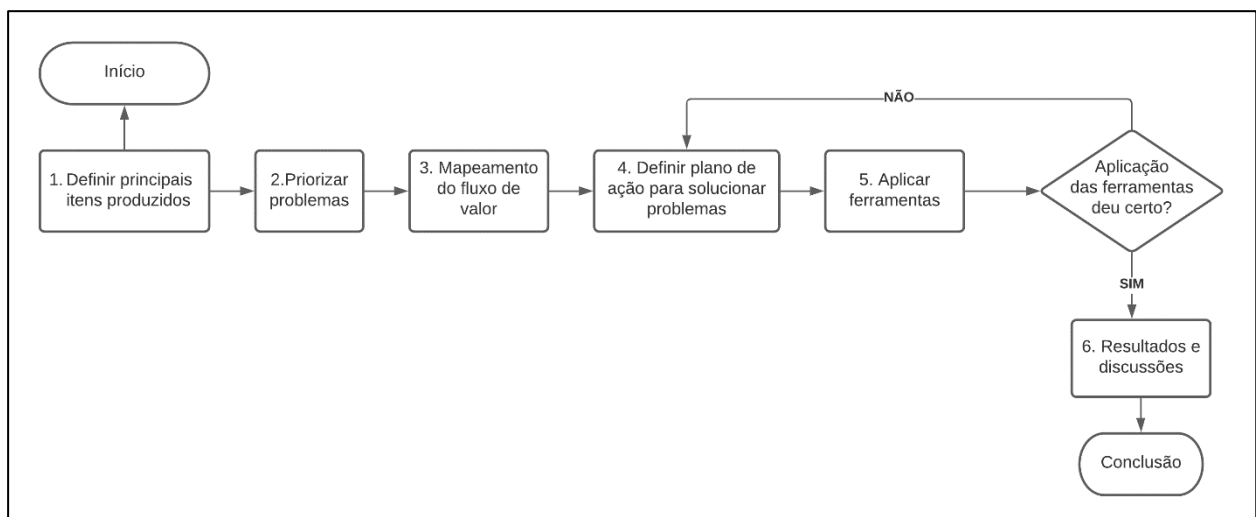 Início
1. Definir principais
itens produzidos
2.Priorizar
problemas
3. Mapeamento
do fluxo de
valor
4. Definir plano de
ação para solucionar
problemas
5. Aplicar
ferramentas
Aplicação
das ferramentas
deu certo?
NÃO
SIM
6. Resultados e
discussões
Conclusão